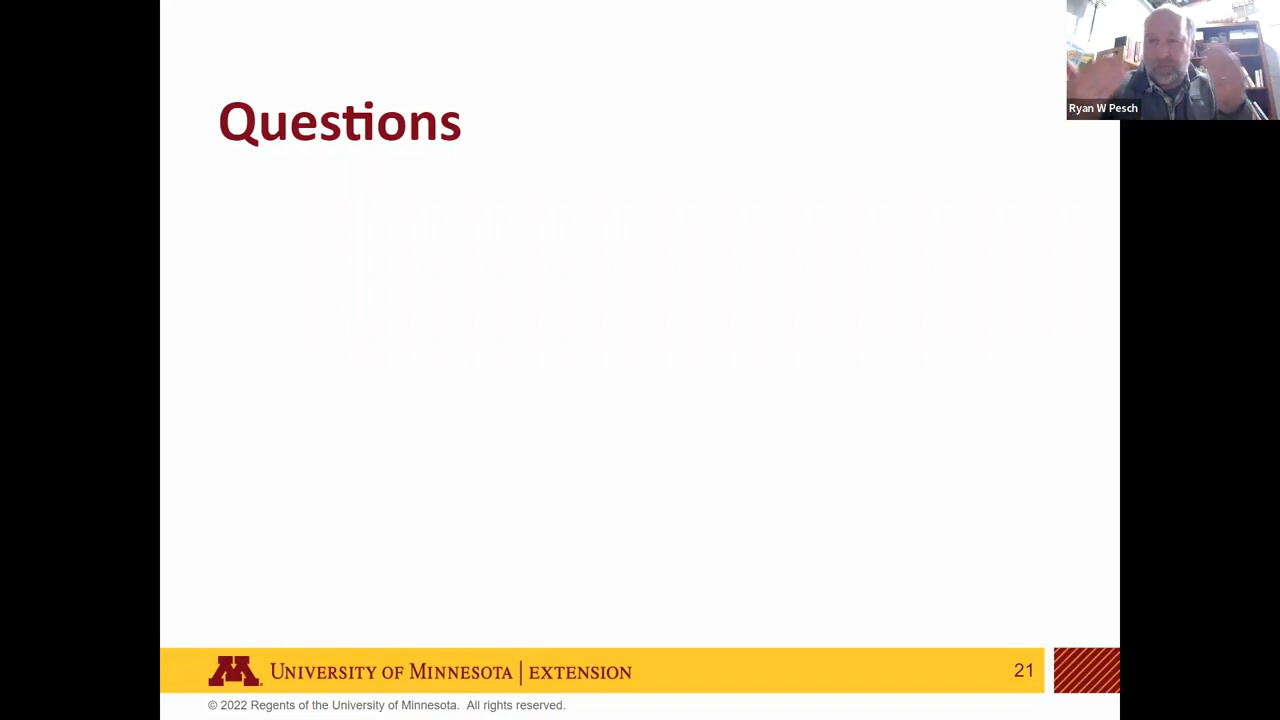 Questions
Ryan W Pesch
UNIVERSITY OF MINNESOTA | EXTENSION
21
© 2022 Regents of the University of Minnesota. All rights reserved.